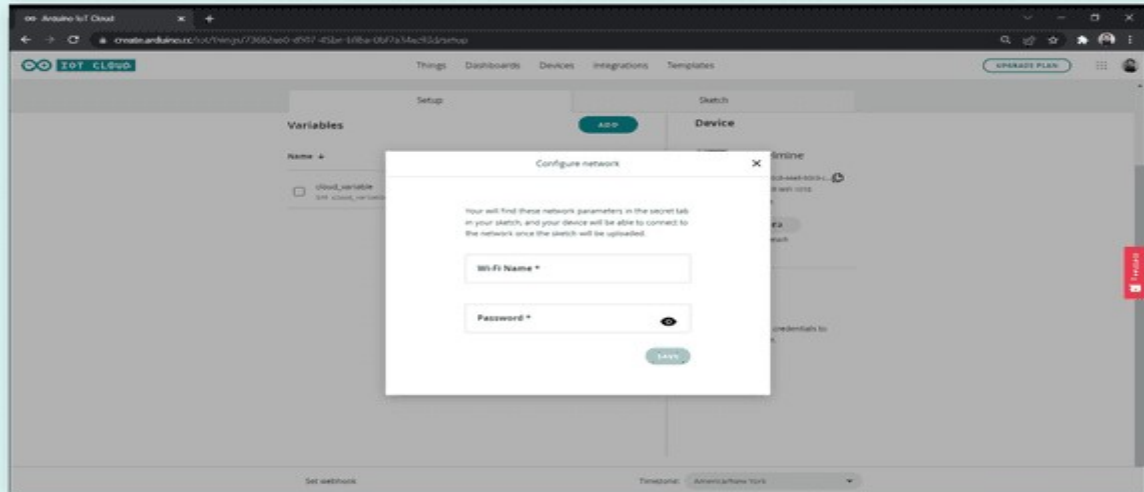 Arduino IoT Cloud
IOT CLOUD
Things Dashboards Devices Integrations Templates
UPGRADE PLAN
Setup Sketch
Variables
ADD
Device
Name
Configure network
cloud_variable
Your will find these network parameters in the secret tab
in your sketch, and your device will be able to connect to
the network once the sketch will be uploaded.
Wi-Fi Name *
Password *
credentials to
SAVE
Set webhook
Timezone: America/New York